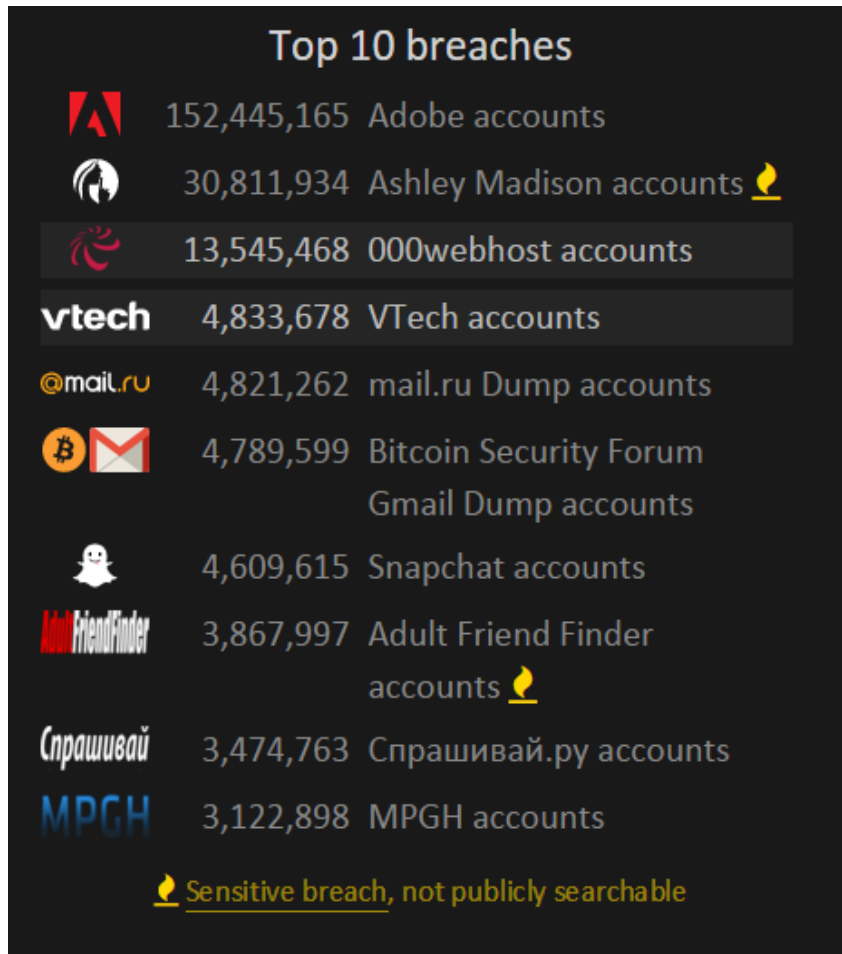 Top 10 breaches
152,445,165 Adobe accounts
30,811,934 Ashley Madison accounts
13,545,468 000webhost accounts
vtech 4,833,678 VTech accounts
@mail.ru 4,821,262 mail.ru Dump accounts
4,789,599 Bitcoin Security Forum
Gmail Dump accounts
4,609,615 Snapchat accounts
AdultFriendFinder 3,867,997 Adult Friend Finder
accounts
Спрашивай 3,474,763 Спрашивай.ру accounts
MPGH 3,122,898 MPGH accounts
Sensitive breach, not publicly searchable